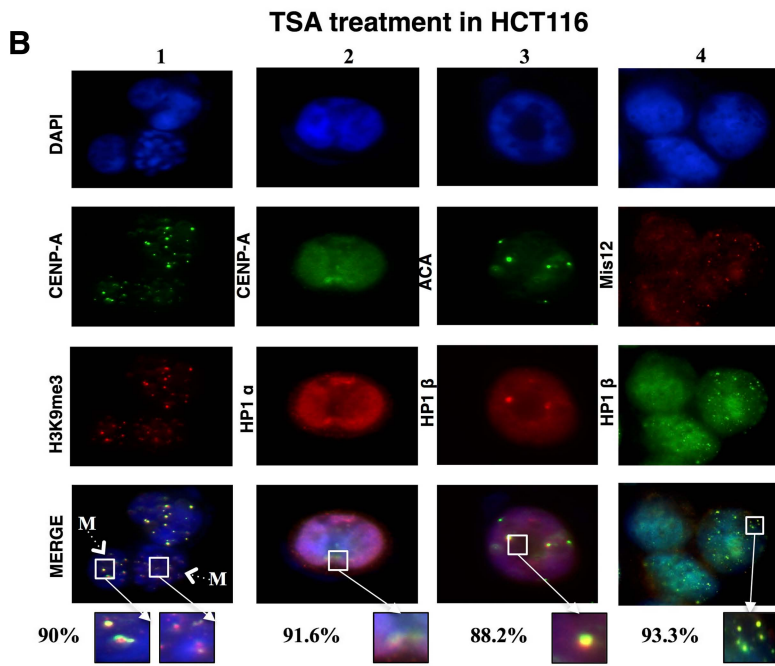 TSA treatment in HCT116
B
1 2 3 4
DAPI
CENP-A CENP-A ACA Mis12
H3K9me3 HP1 α HP1 β HP1 β
MERGE M M
90% 91.6% 88.2% 93.3%